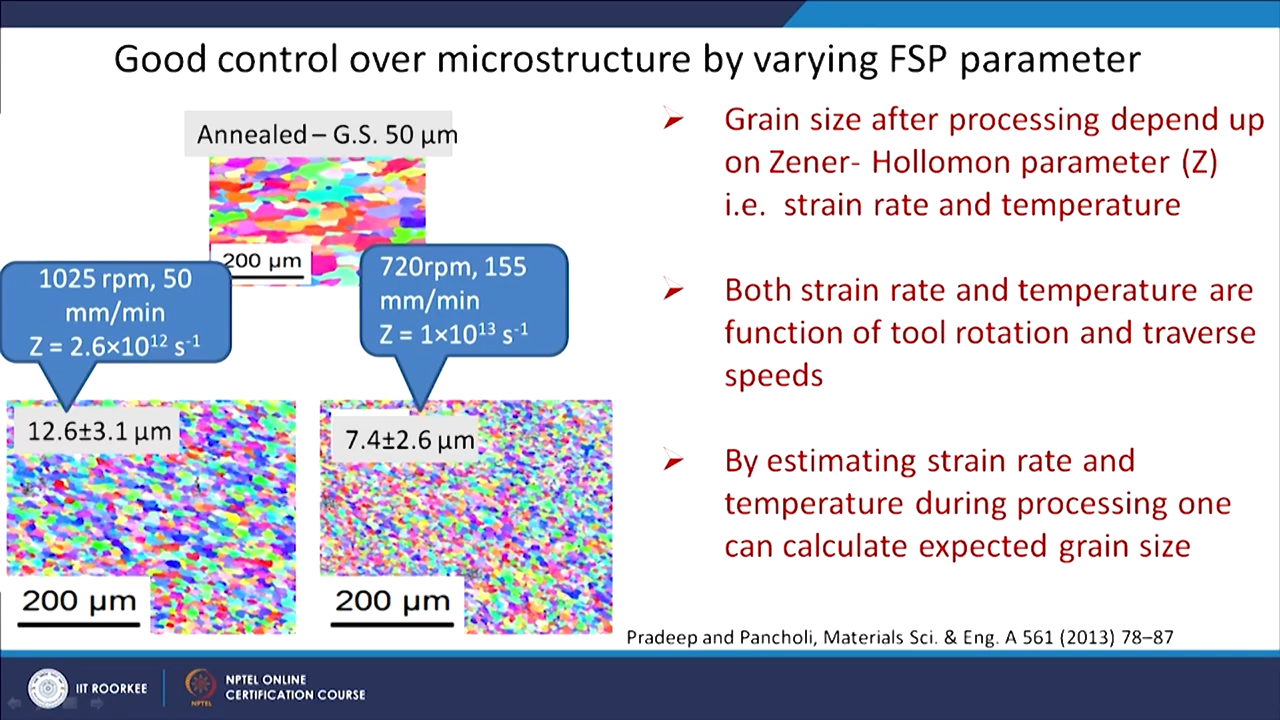 Good control over microstructure by varying FSP parameter
Annealed – G.S. 50 µm
200 µm
1025 rpm, 50
mm/min
Z = 2.6×10¹² s⁻¹
720rpm, 155
mm/min
Z = 1×10¹³ s⁻¹
12.6±3.1 µm
200 µm
7.4±2.6 µm
200 µm
➢ Grain size after processing depend up
on Zener- Hollomon parameter (Z)
i.e. strain rate and temperature
➢ Both strain rate and temperature are
function of tool rotation and traverse
speeds
➢ By estimating strain rate and
temperature during processing one
can calculate expected grain size
Pradeep and Pancholi, Materials Sci. & Eng. A 561 (2013) 78–87
IIT ROORKEE
NPTEL
NPTEL ONLINE
CERTIFICATION COURSE